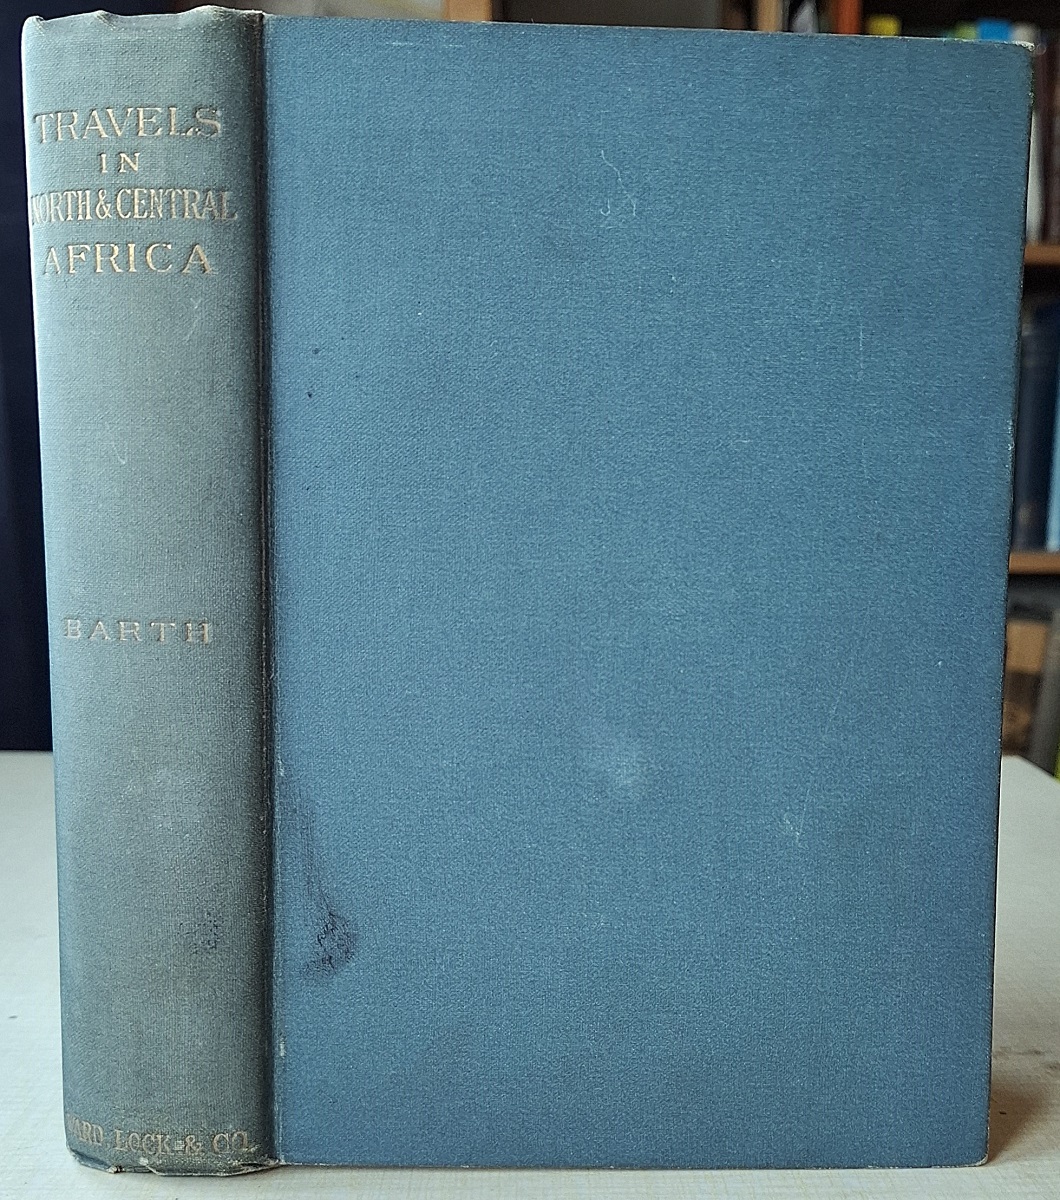 TRAVELS
IN
NORTH & CENTRAL
AFRICA
BARTH
WARD LOCK & CO.